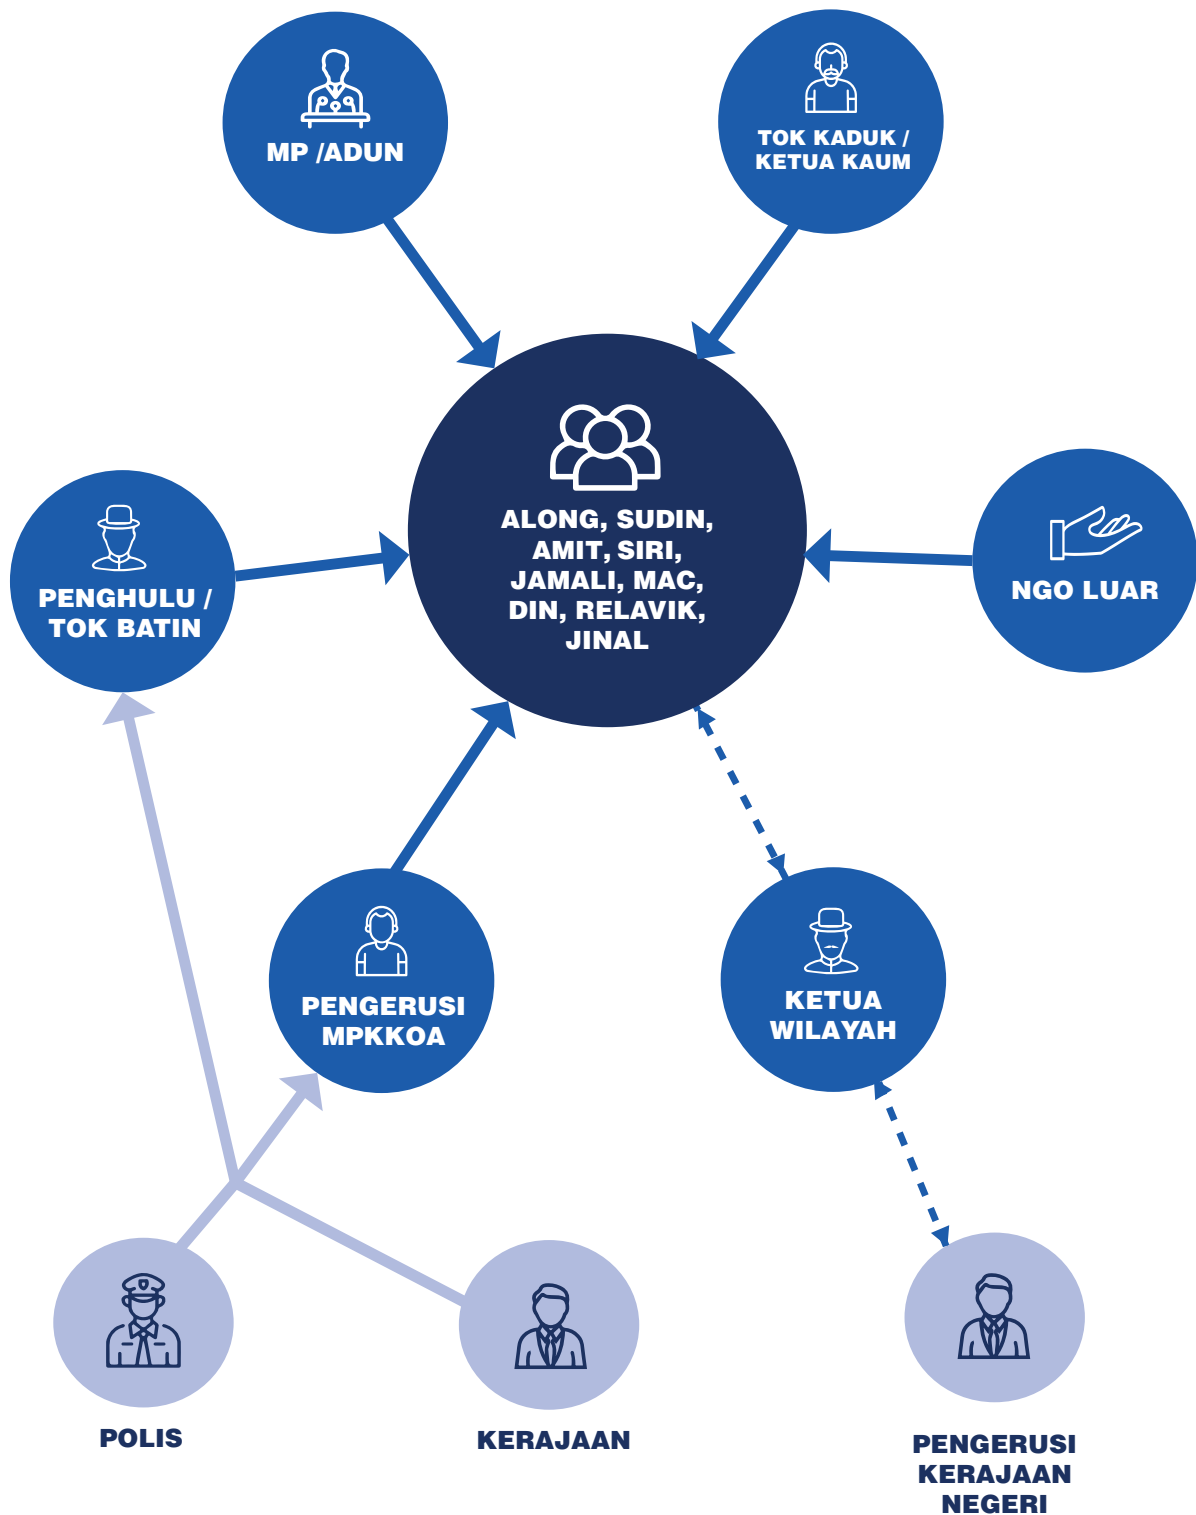 MP /ADUN
TOK KADUK /
KETUA KAUM
ALONG, SUDIN,
AMIT, SIRI,
JAMALI, MAC,
DIN, RELAVIK,
JINAL
PENGHULU /
TOK BATIN
NGO LUAR
PENGERUSI
MPKKOA
KETUA
WILAYAH
POLIS
KERAJAAN
PENGERUSI
KERAJAAN
NEGERI